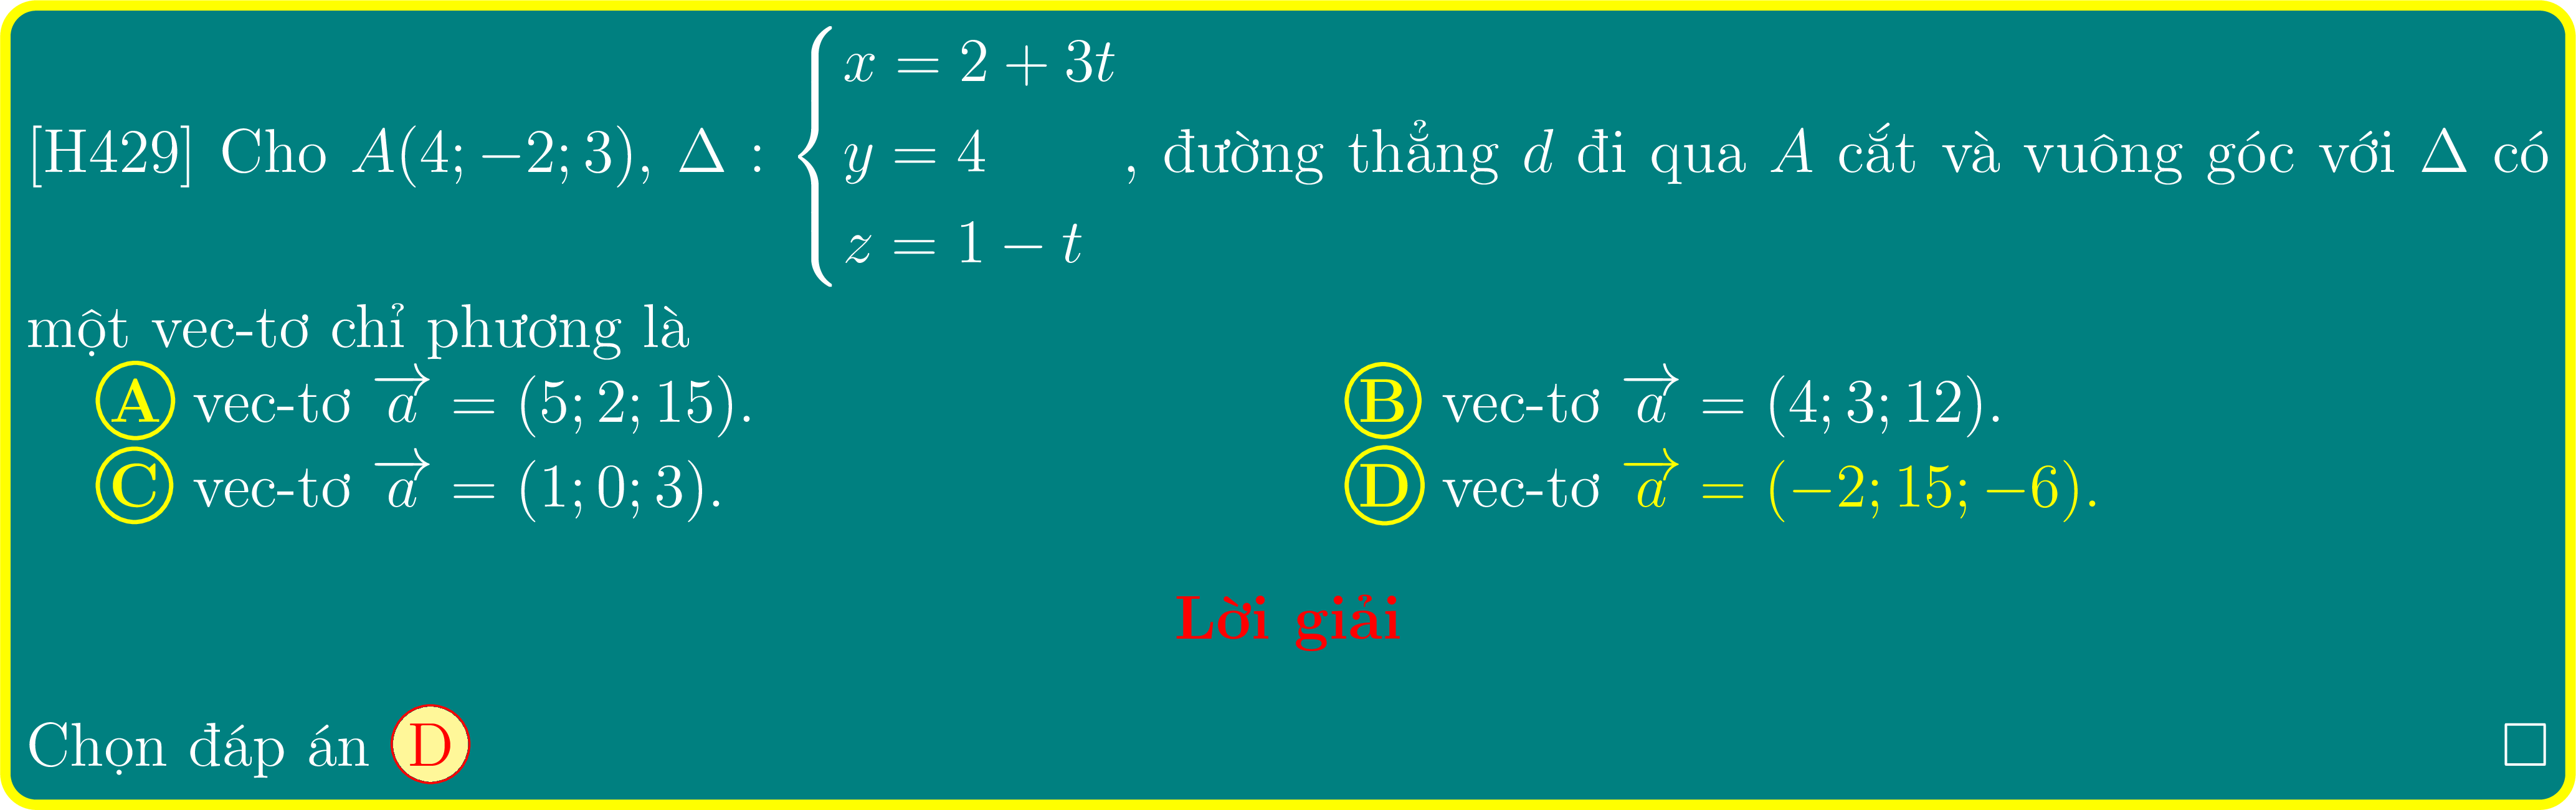 [H429] Cho $A(4; -2; 3)$, $\Delta : \begin{cases} x = 2 + 3t \\ y = 4 \\ z = 1 - t \end{cases}$, đường thẳng $d$ đi qua $A$ cắt và vuông góc với $\Delta$ có
một vec-tơ chỉ phương là
Ⓐ vec-tơ $\overrightarrow{a} = (5; 2; 15)$. Ⓑ vec-tơ $\overrightarrow{a} = (4; 3; 12)$.
Ⓒ vec-tơ $\overrightarrow{a} = (1; 0; 3)$. Ⓓ vec-tơ $\overrightarrow{a} = (-2; 15; -6)$.
Lời giải
Chọn đáp án Ⓓ □